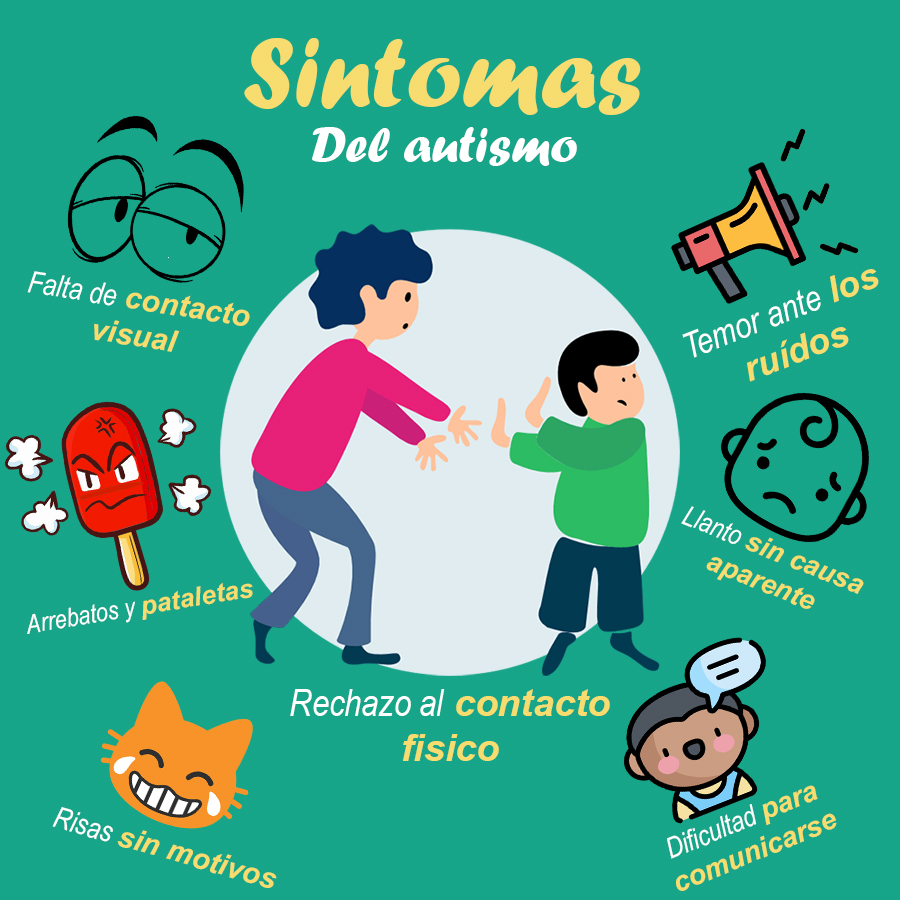 Sintomas
Del autismo
Falta de contacto
visual
Temor ante los
ruídos
Arrebatos y pataletas
Llanto sin causa
aparente
Rechazo al contacto
fisico
Risas sin motivos
Dificultad para
comunicarse